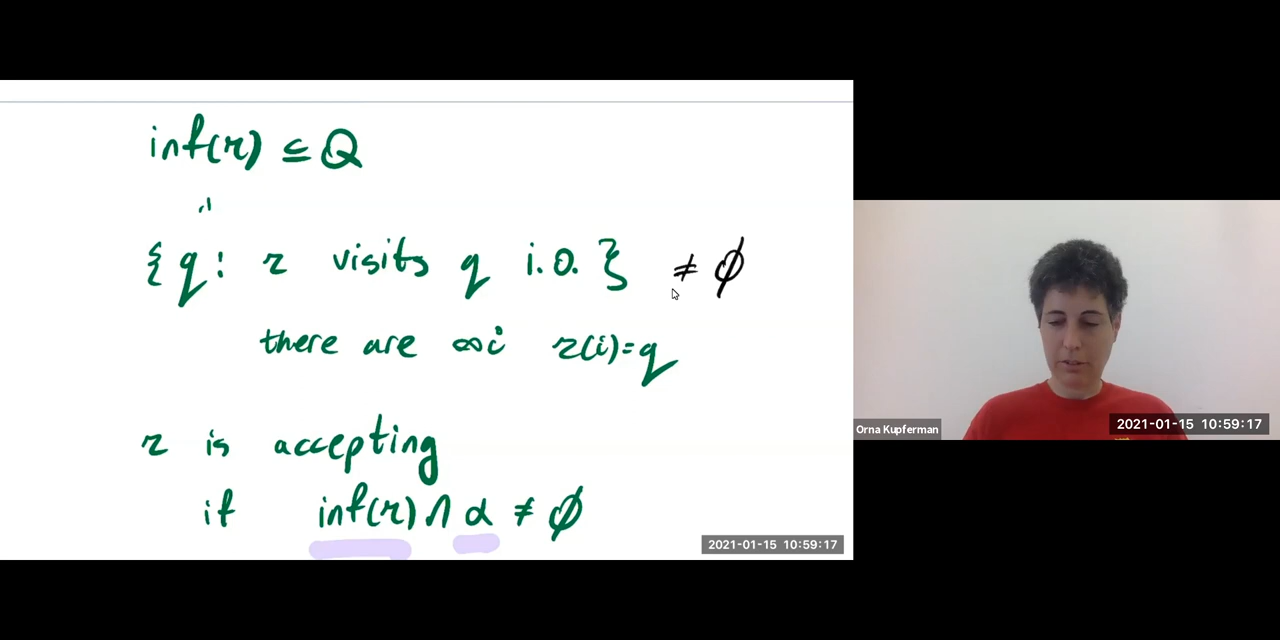 inf(r) ⊆ Q
"
{q: r visits q i.o.} ≠ ∅
there are ∞ i r(i)=q
r is accepting
if inf(r) ∩ α ≠ ∅
2021-01-15 10:59:17
Orna Kupferman
2021-01-15 10:59:17